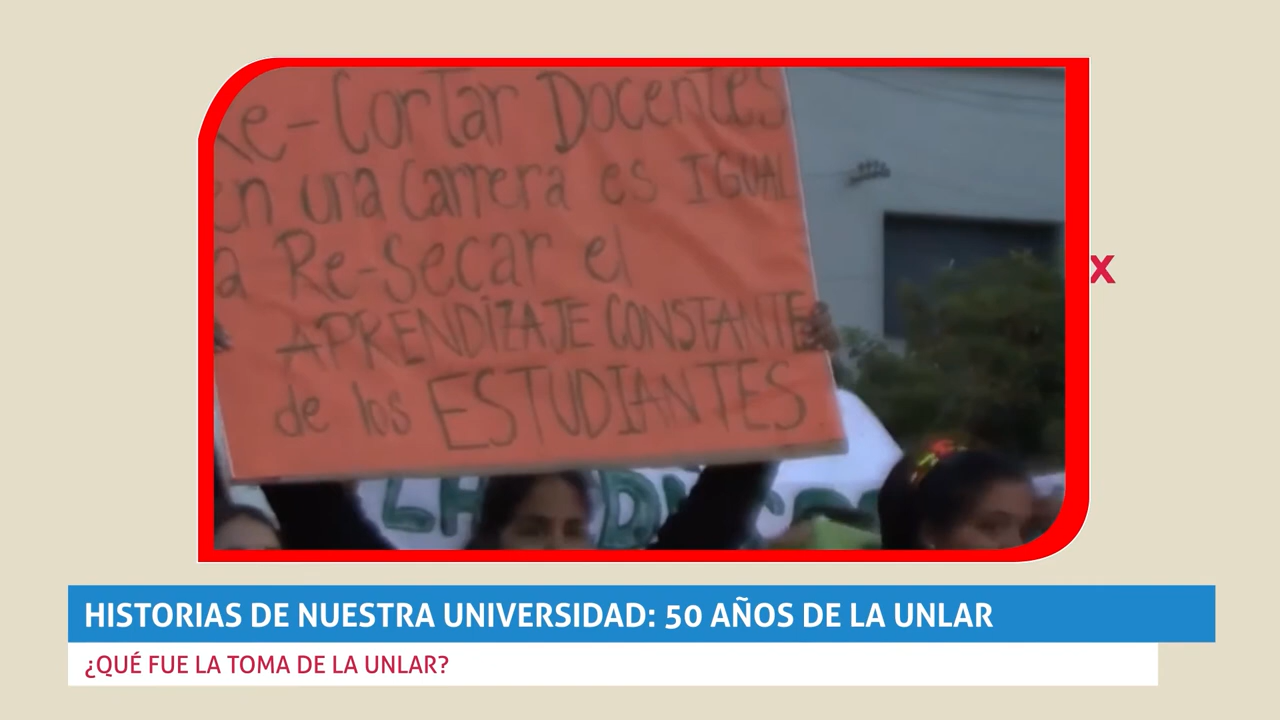 Re-Cortar Docentes
en una Carrera es IGUAL
a Re-Secar el
APRENDIZAJE CONSTANTE
de los ESTUDIANTES
LA
X
HISTORIAS DE NUESTRA UNIVERSIDAD: 50 AÑOS DE LA UNLAR
¿QUÉ FUE LA TOMA DE LA UNLAR?